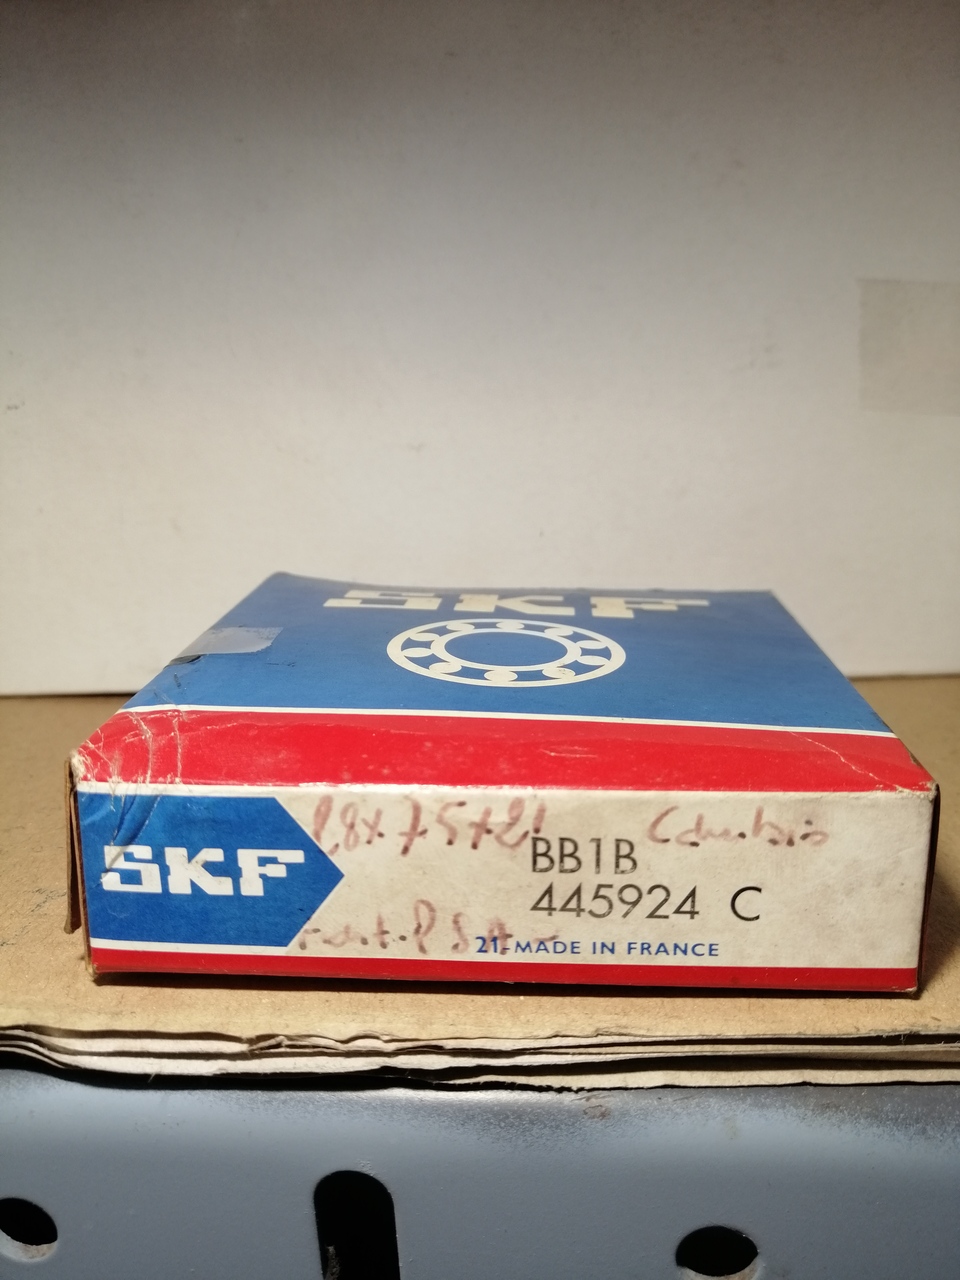 SKF
SKF
28x75x21
BB1B
445924 C
21-MADE IN FRANCE